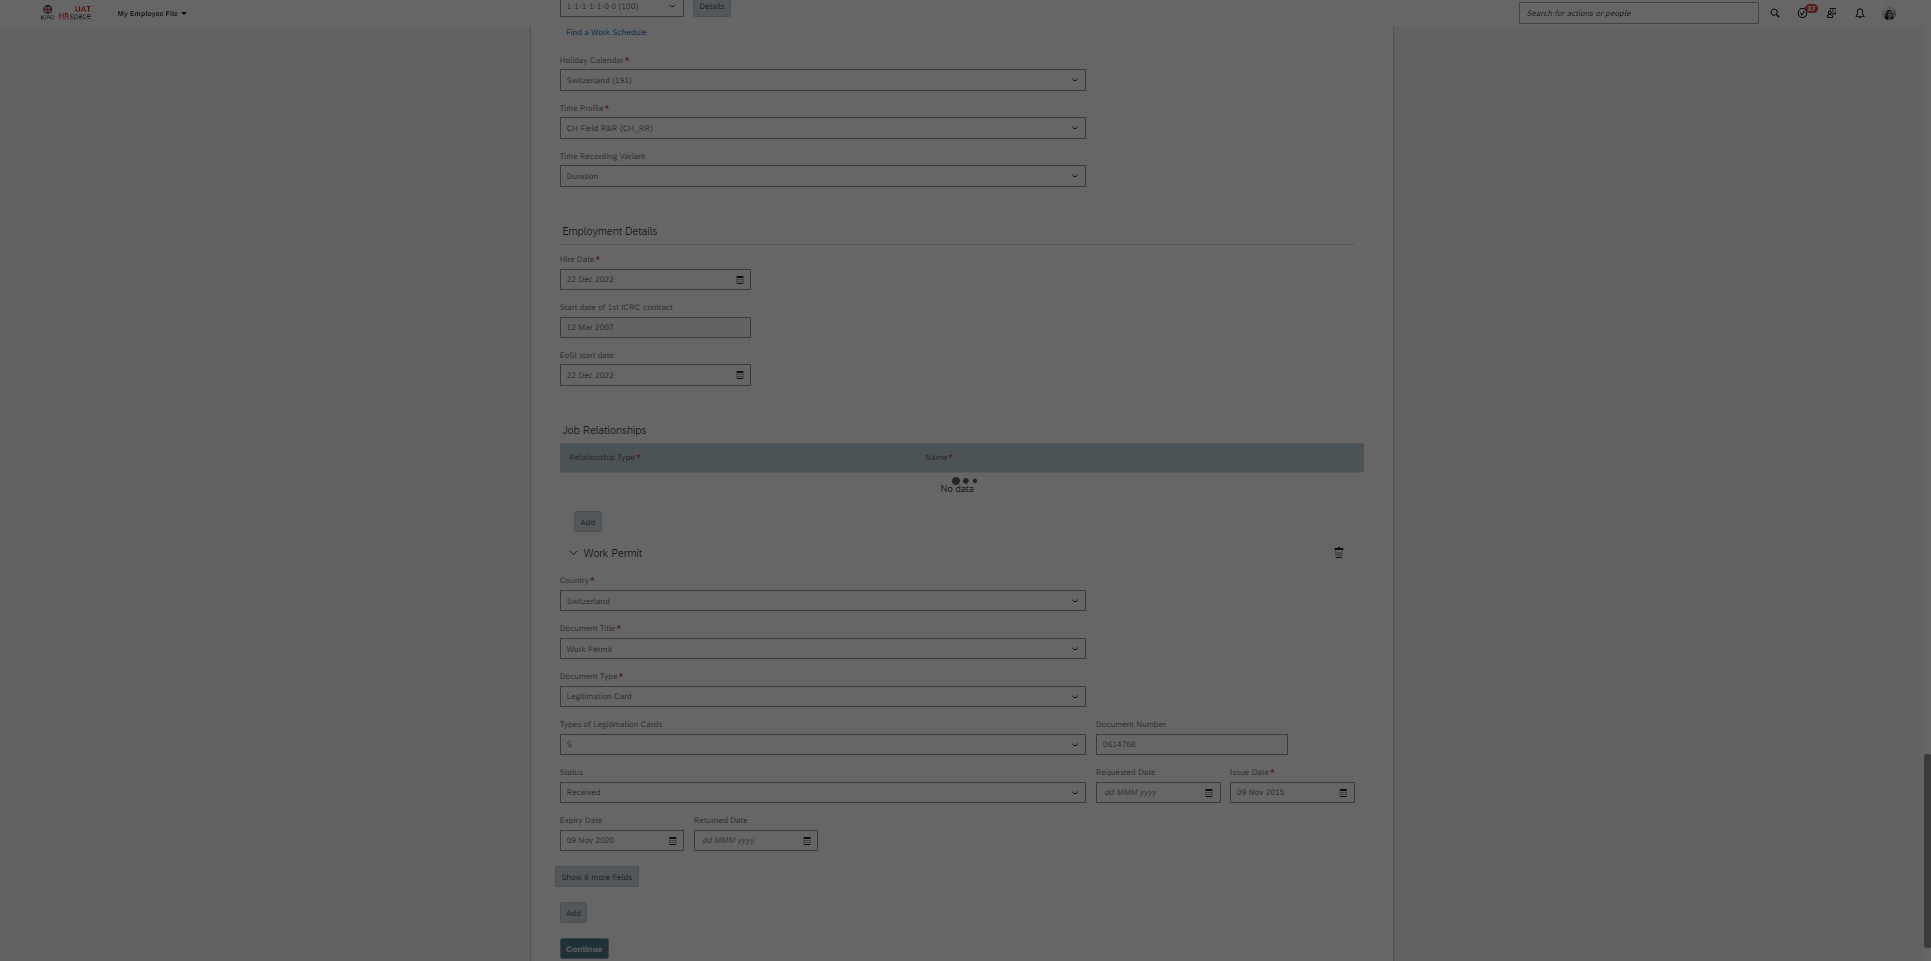 ICRC
UAT
HRspace
My Employee File
Search for actions or people
37
1-1-1-1-1-0-0 (100)
Details
Find a Work Schedule
Holiday Calendar*
Switzerland (191)
Time Profile*
CH Field R&R (CH_RR)
Time Recording Variant
Duration
Employment Details
Hire Date*
22 Dec 2022
Start date of 1st ICRC contract
12 Mar 2007
EoSI start date
22 Dec 2022
Job Relationships
Relationship Type* Name*
No data
Add
Work Permit
Country*
Switzerland
Document Title*
Work Permit
Document Type*
Legitimation Card
Types of Legitimation Cards Document Number
S 0614768
Status Requested Date Issue Date*
Received dd MMM yyyy 09 Nov 2015
Expiry Date Returned Date
09 Nov 2020 dd MMM yyyy
Show 8 more fields
Add
Continue